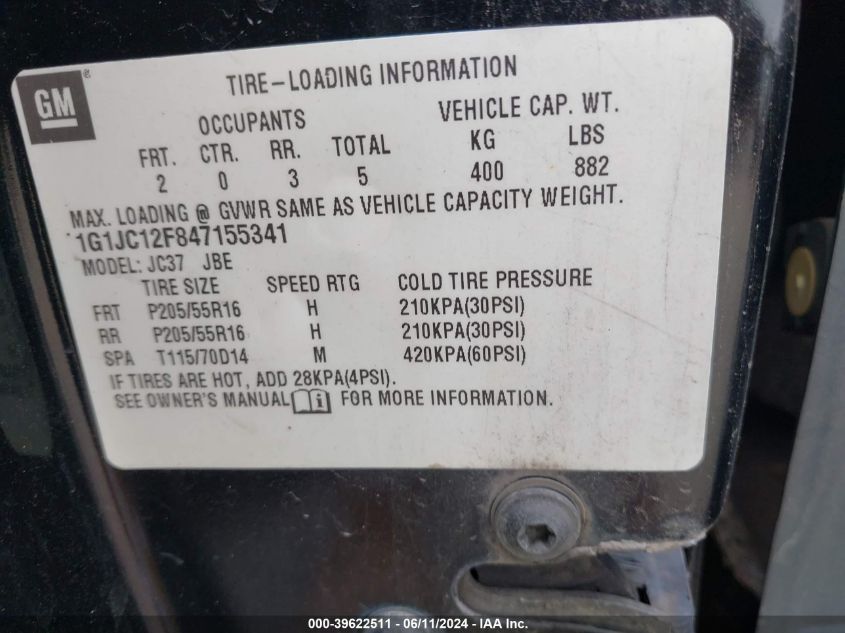 GM®
TIRE-LOADING INFORMATION
OCCUPANTS VEHICLE CAP. WT.
FRT. CTR. RR. TOTAL KG LBS
2 0 3 5 400 882
MAX. LOADING @ GVWR SAME AS VEHICLE CAPACITY WEIGHT.
1G1JC12F847155341
MODEL: JC37 JBE
TIRE SIZE SPEED RTG COLD TIRE PRESSURE
FRT P205/55R16 H 210KPA(30PSI)
RR P205/55R16 H 210KPA(30PSI)
SPA T115/70D14 M 420KPA(60PSI)
IF TIRES ARE HOT, ADD 28KPA(4PSI).
SEE OWNER'S MANUAL i FOR MORE INFORMATION.
000-39622511 - 06/11/2024 - IAA Inc.